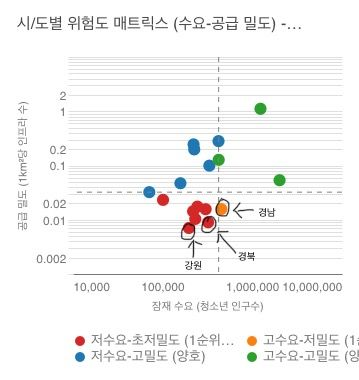 시/도별 위험도 매트릭스 (수요-공급 밀도) -...
공급 밀도 (1km²당 인프라 수)
2
1
0.2
0.1
0.02
0.01
0.002
경남
경북
강원
10,000 100,000 1,000,000 10,000,000
잠재 수요 (청소년 인구수)
저수요-초저밀도 (1순위...
고수요-저밀도 (1순
저수요-고밀도 (양호)
고수요-고밀도 (양